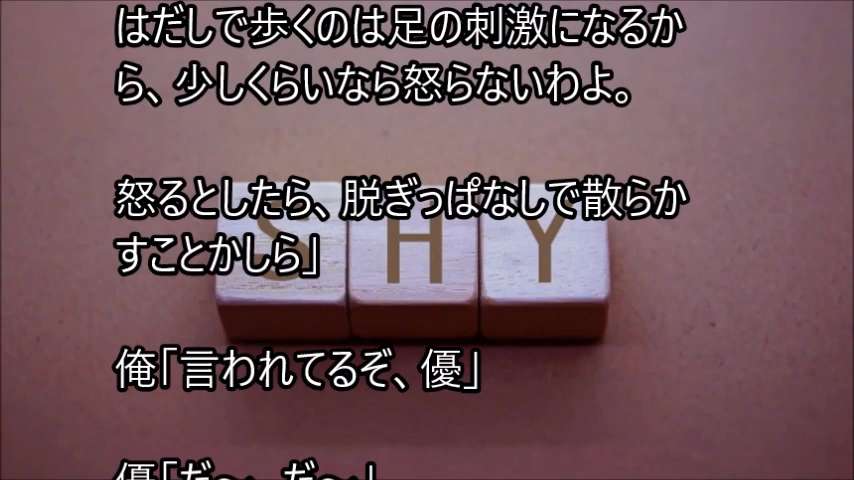 はだしで歩くのは足の刺激になるか
ら、少しくらいなら怒らないわよ。
怒るとしたら、脱ぎっぱなしで散らか
すことかしら」
S H Y
俺「言われてるぞ、優」
優「だ～、だ～」